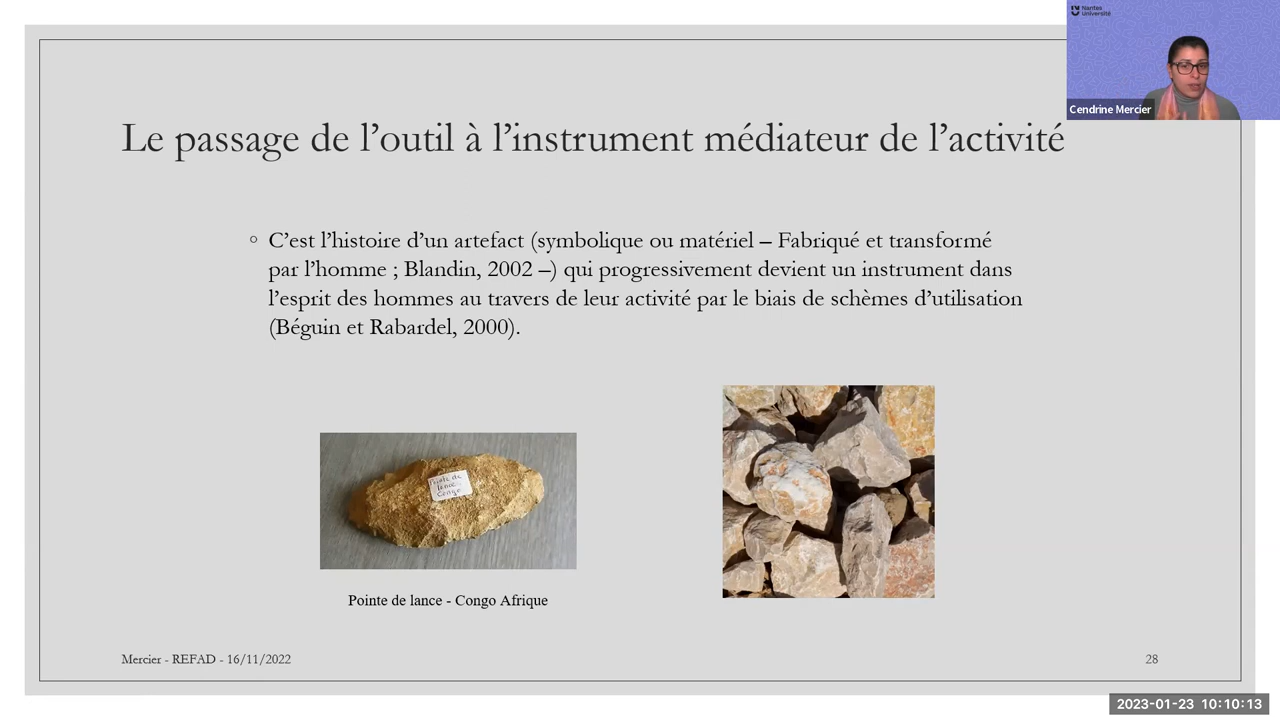 Nantes
Université
Cendrine Mercier
Le passage de l’outil à l’instrument médiateur de l’activité
C’est l’histoire d’un artefact (symbolique ou matériel – Fabriqué et transformé
par l’homme ; Blandin, 2002 –) qui progressivement devient un instrument dans
l’esprit des hommes au travers de leur activité par le biais de schèmes d’utilisation
(Béguin et Rabardel, 2000).
lance
Congo
Pointe de lance - Congo Afrique
Mercier - REFAD - 16/11/2022
28
2023-01-23 10:10:13